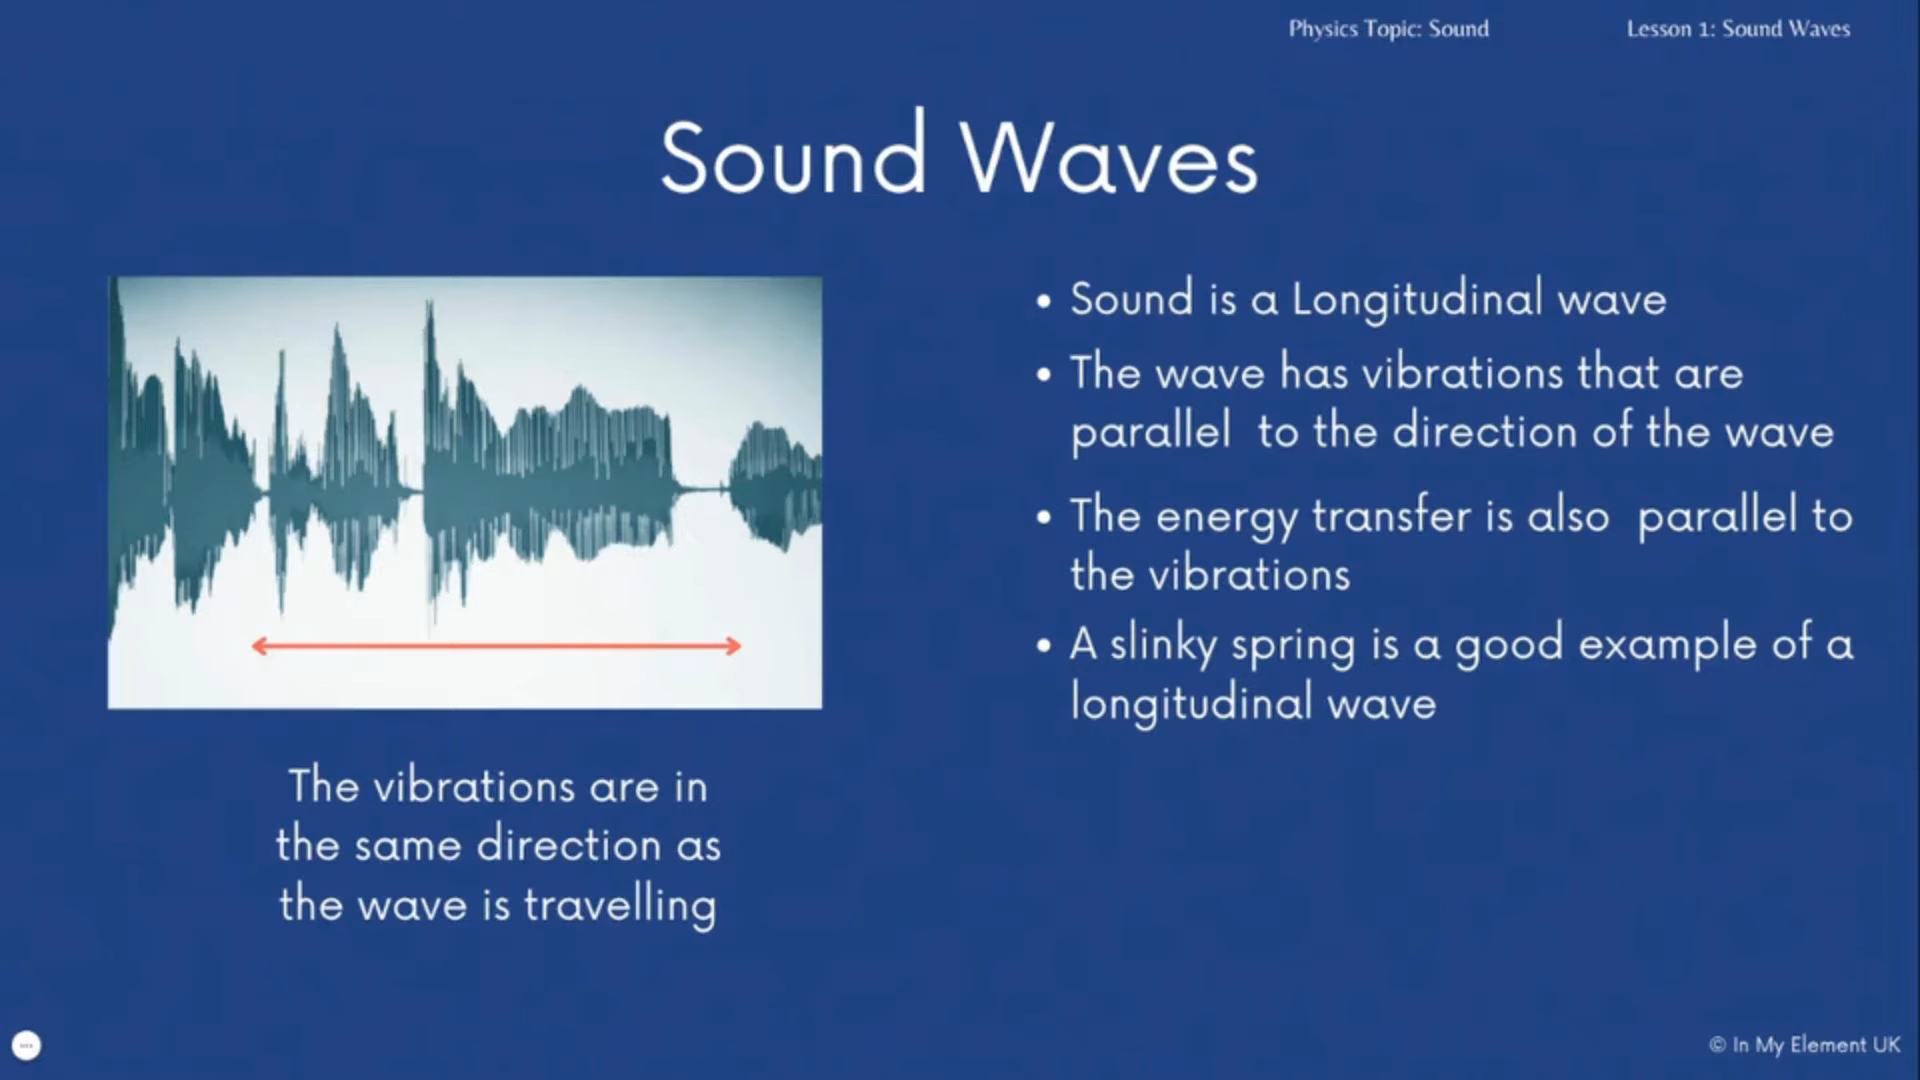 Physics Topic: Sound
Lesson 1: Sound Waves
Sound Waves
• Sound is a Longitudinal wave
• The wave has vibrations that are
parallel to the direction of the wave
• The energy transfer is also parallel to
the vibrations
• A slinky spring is a good example of a
longitudinal wave
The vibrations are in
the same direction as
the wave is travelling
© In My Element UK